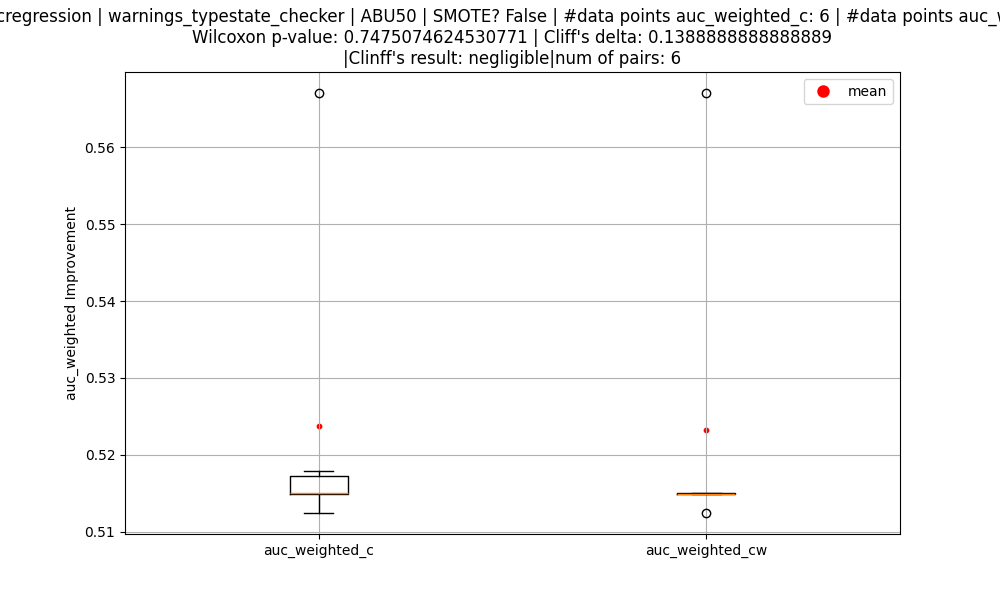 cregression | warnings_typestate_checker | ABU50 | SMOTE? False | #data points auc_weighted_c: 6 | #data points
Wilcoxon p-value: 0.7475074624530771 | Cliff's delta: 0.1388888888888889
|Clinff's result: negligible|num of pairs: 6
mean
0.56
0.55
0.54
0.53
0.52
0.51
auc_weighted Improvement
auc_weighted_c
auc_weighted_cw